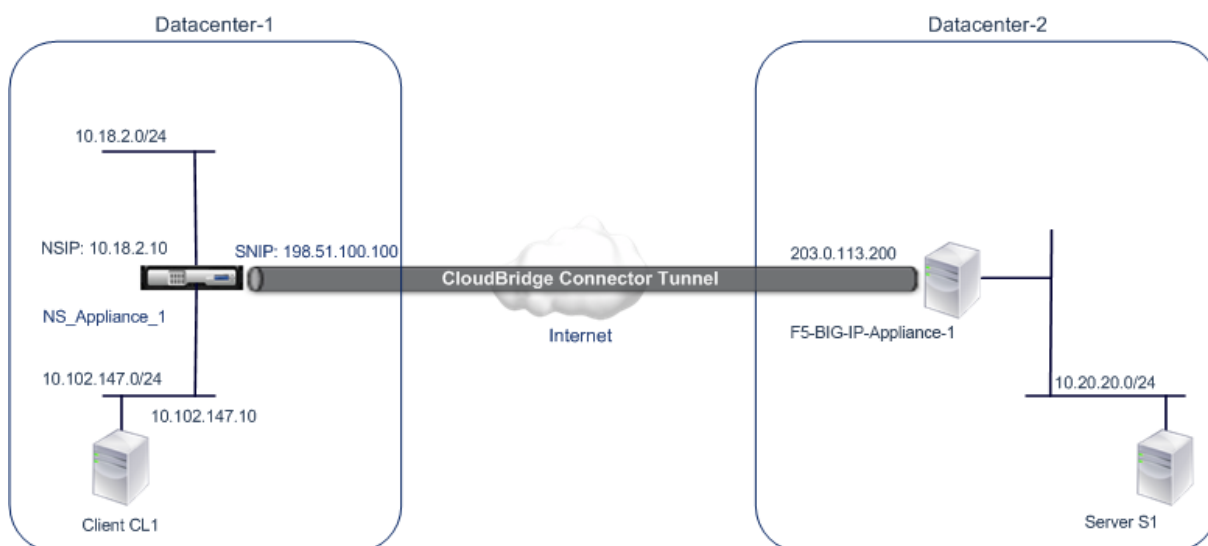 Datacenter-1
Datacenter-2
10.18.2.0/24
NSIP: 10.18.2.10
SNIP: 198.51.100.100
203.0.113.200
CloudBridge Connector Tunnel
NS_Appliance_1
Internet
F5-BIG-IP-Appliance-1
10.102.147.0/24
10.20.20.0/24
10.102.147.10
Client CL1
Server S1